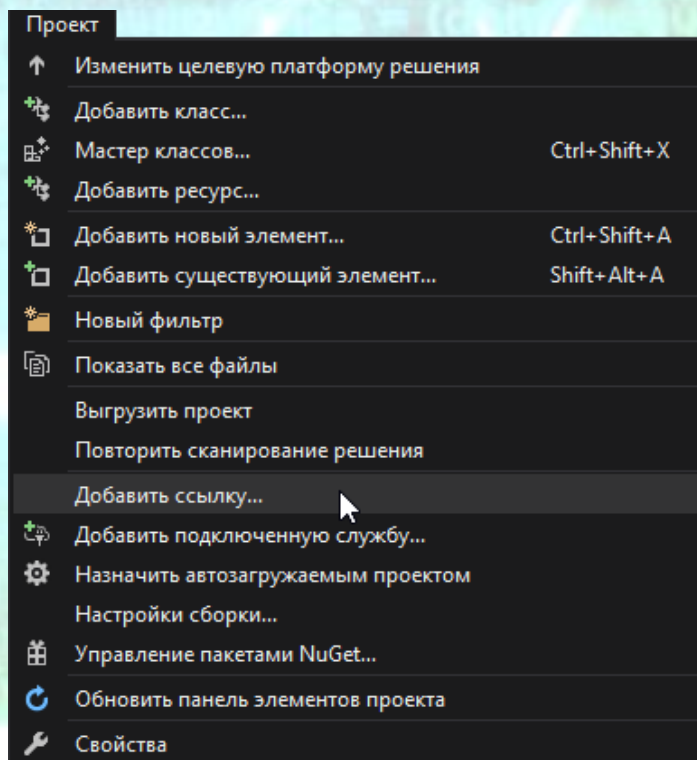 Проект
Изменить целевую платформу решения
Добавить класс...
Мастер классов... Ctrl+Shift+X
Добавить ресурс...
Добавить новый элемент... Ctrl+Shift+A
Добавить существующий элемент... Shift+Alt+A
Новый фильтр
Показать все файлы
Выгрузить проект
Повторить сканирование решения
Добавить ссылку...
Добавить подключенную службу...
Назначить автозагружаемым проектом
Настройки сборки...
Управление пакетами NuGet...
Обновить панель элементов проекта
Свойства